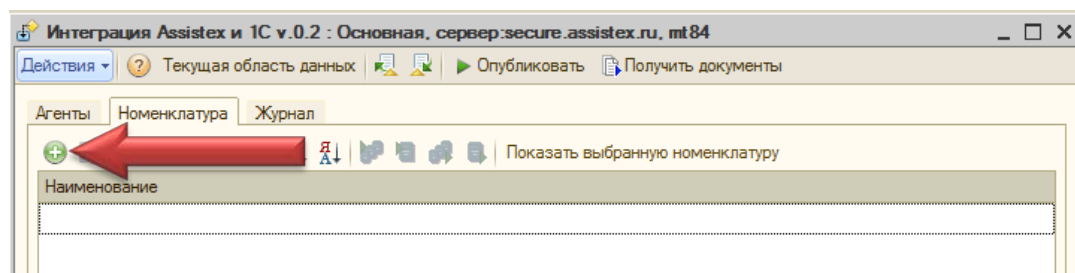 Интеграция Assistex и 1С v.0.2 : Основная, сервер:secure.assistex.ru, mt84
Действия Текущая область данных Опубликовать Получить документы
Агенты Номенклатура Журнал
Показать выбранную номенклатуру
Наименование